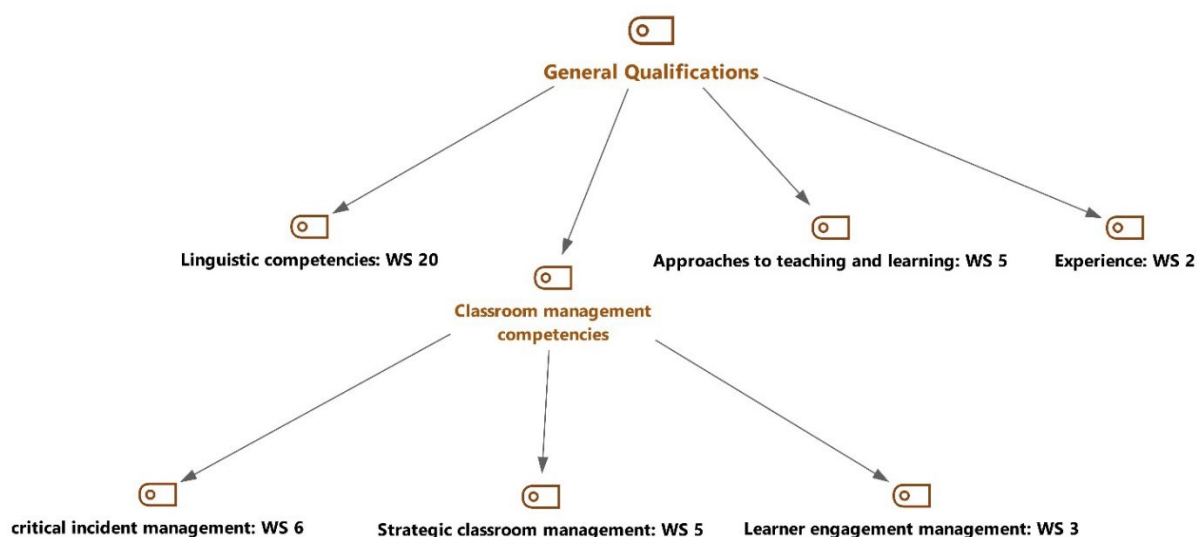 General Qualifications
Linguistic competencies: WS 20
Approaches to teaching and learning: WS 5
Experience: WS 2
Classroom management
competencies
critical incident management: WS 6
Strategic classroom management: WS 5
Learner engagement management: WS 3